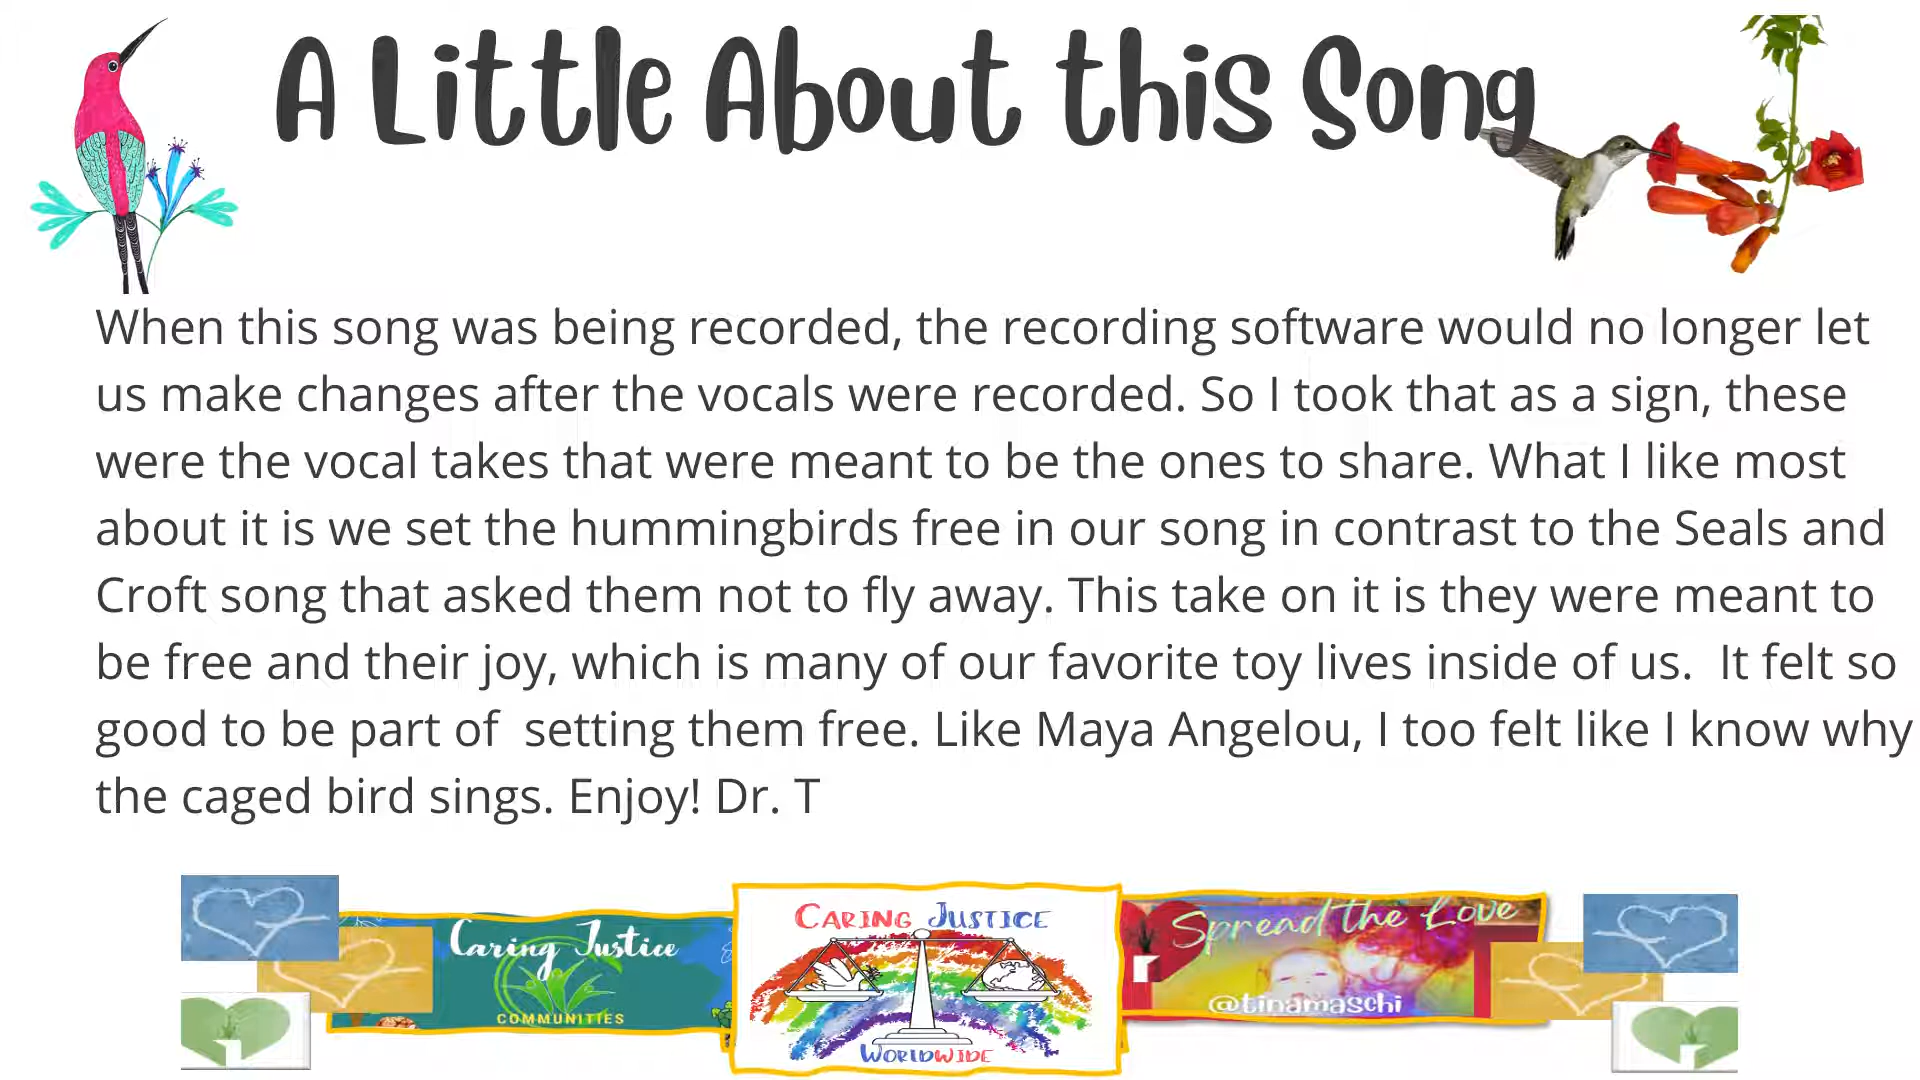 A Little About this Song
When this song was being recorded, the recording software would no longer let
us make changes after the vocals were recorded. So I took that as a sign, these
were the vocal takes that were meant to be the ones to share. What I like most
about it is we set the hummingbirds free in our song in contrast to the Seals and
Croft song that asked them not to fly away. This take on it is they were meant to
be free and their joy, which is many of our favorite toy lives inside of us.  It felt so
good to be part of  setting them free. Like Maya Angelou, I too felt like I know why
the caged bird sings. Enjoy! Dr. T
Caring Justice
COMMUNITIES
CARING JUSTICE
WORLDWIDE
Spread the Love
@tinamaschi